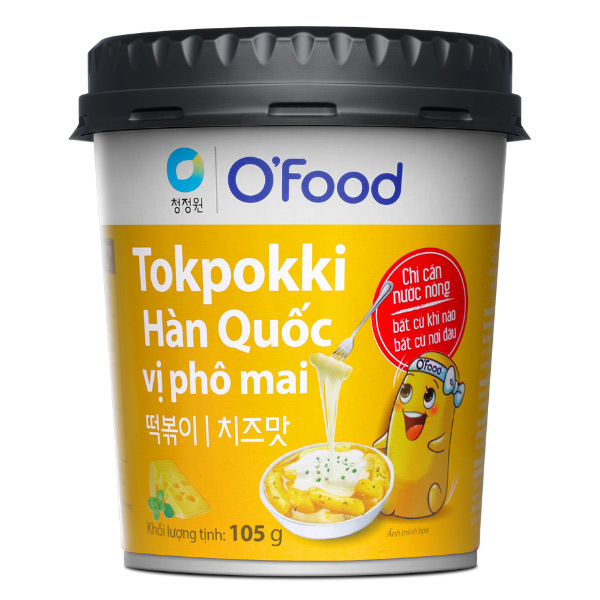 청정원
O'Food
Tokpokki
Hàn Quốc
vị phô mai
떡볶이 | 치즈맛
Chỉ cần
nước nóng
bất cứ khi nào
bất cứ nơi đâu
O'Food
Khối lượng tịnh: 105 g
Ảnh minh họa